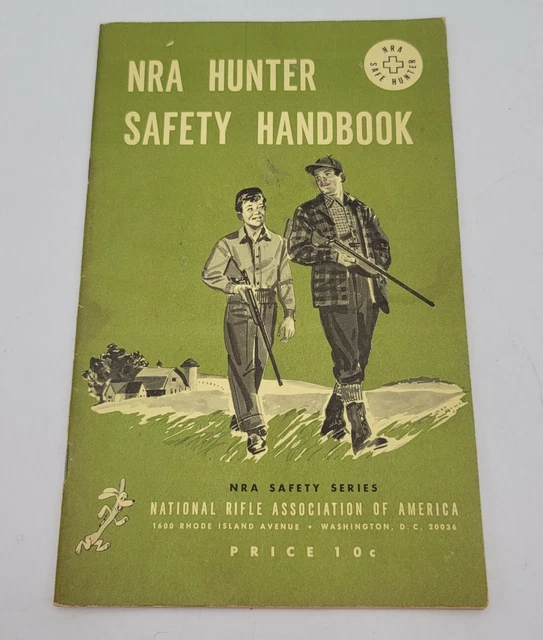 NRA HUNTER
SAFETY HANDBOOK
NRA
SAFE HUNTER
NRA SAFETY SERIES
NATIONAL RIFLE ASSOCIATION OF AMERICA
1600 RHODE ISLAND AVENUE • WASHINGTON, D. C. 20036
PRICE 10c